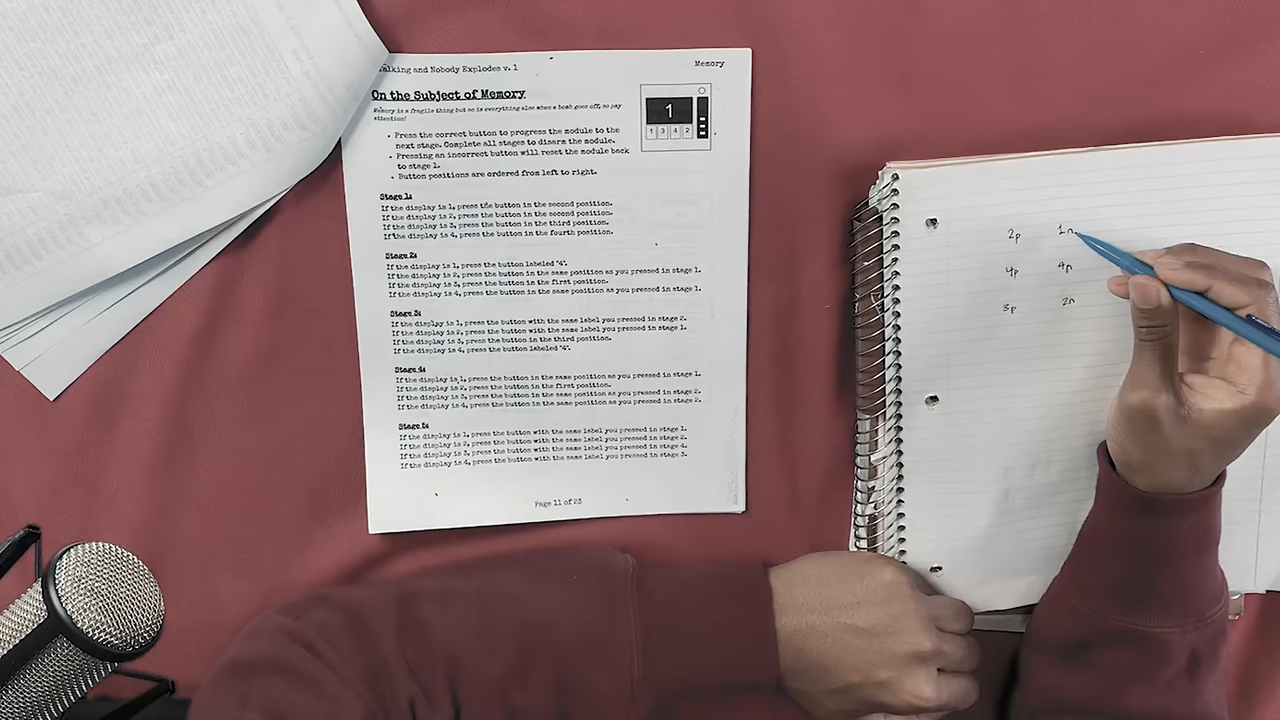 alking and Nobody Explodes v. 1
Memory
On the Subject of Memory
Memory is a fragile thing but so is everything else when a bomb goes off, so pay
attention!
1
1 3 4 2
• Press the correct button to progress the module to the
next stage. Complete all stages to disarm the module.
• Pressing an incorrect button will reset the module back
to stage 1.
• Button positions are ordered from left to right.
Stage 1:
If the display is 1, press the button in the second position.
If the display is 2, press the button in the second position.
If the display is 3, press the button in the third position.
If the display is 4, press the button in the fourth position.
Stage 2:
If the display is 1, press the button labeled "4".
If the display is 2, press the button in the same position as you pressed in stage 1.
If the display is 3, press the button in the first position.
If the display is 4, press the button in the same position as you pressed in stage 1.
Stage 3:
If the display is 1, press the button with the same label you pressed in stage 2.
If the display is 2, press the button with the same label you pressed in stage 1.
If the display is 3, press the button in the third position.
If the display is 4, press the button labeled "4".
Stage 4:
If the display is 1, press the button in the same position as you pressed in stage 1.
If the display is 2, press the button in the first position.
If the display is 3, press the button in the same position as you pressed in stage 2.
If the display is 4, press the button in the same position as you pressed in stage 2.
Stage 5:
If the display is 1, press the button with the same label you pressed in stage 1.
If the display is 2, press the button with the same label you pressed in stage 2.
If the display is 3, press the button with the same label you pressed in stage 4.
If the display is 4, press the button with the same label you pressed in stage 3.
Page 11 of 23
2p 1n
4p 4p
3p 2n